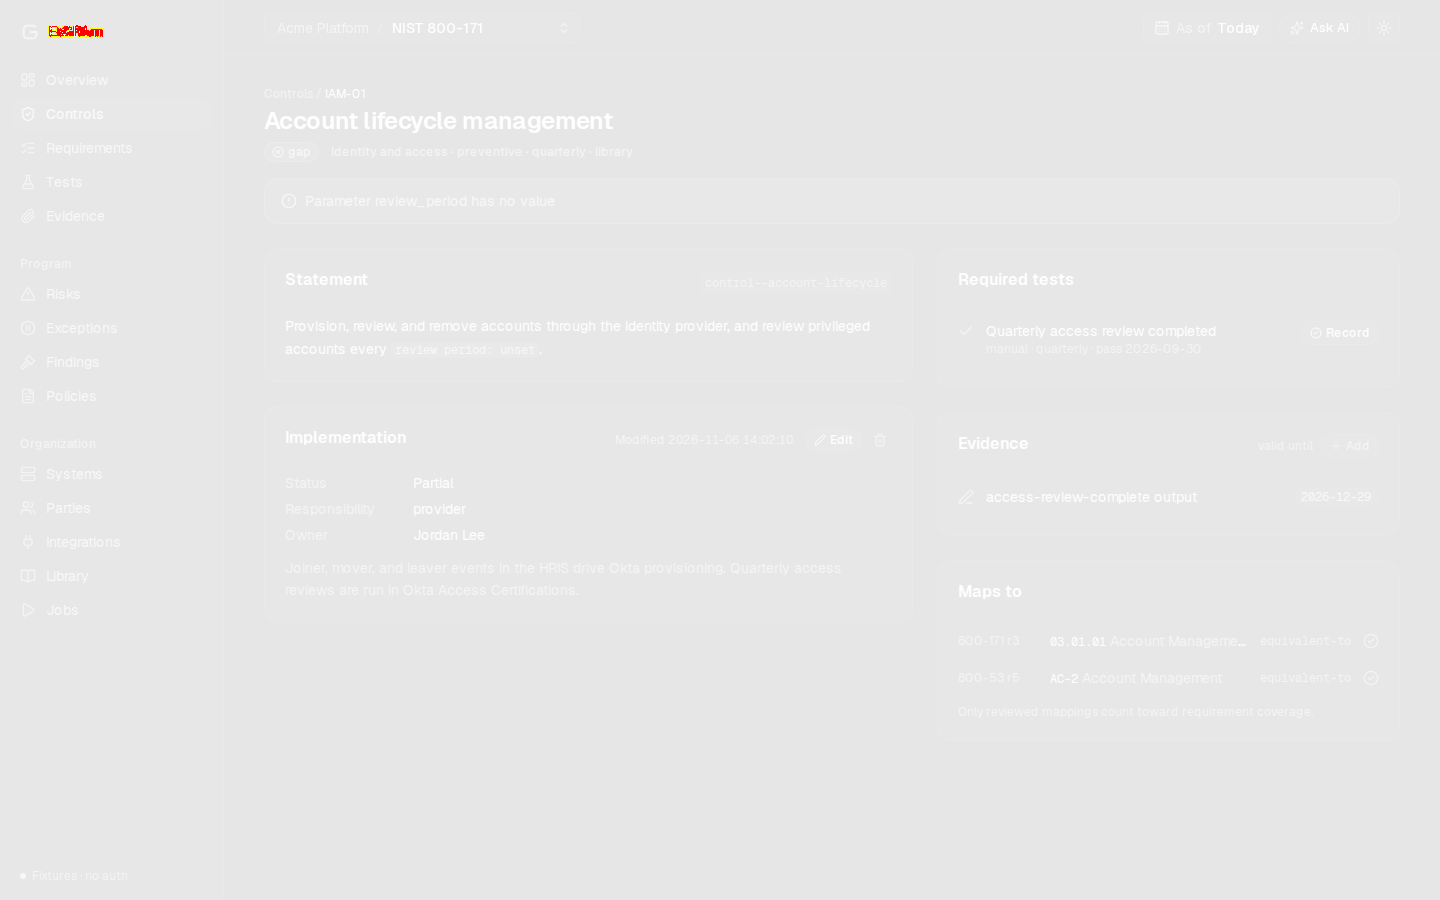 G
Acme Platform / NIST 800-171
As of Today
Ask AI
Overview
Controls
Requirements
Tests
Evidence
Program
Risks
Exceptions
Findings
Policies
Organization
Systems
Parties
Integrations
Library
Jobs
Fixtures · no auth
Controls / IAM-01
Account lifecycle management
gap
Identity and access · preventive · quarterly · library
Parameter review_period has no value
Statement
control--account-lifecycle
Provision, review, and remove accounts through the identity provider, and review privileged
accounts every review period: unset.
Implementation
Modified 2026-11-06 14:02:10
Edit
Status Partial
Responsibility provider
Owner Jordan Lee
Joiner, mover, and leaver events in the HRIS drive Okta provisioning. Quarterly access
reviews are run in Okta Access Certifications.
Required tests
Quarterly access review completed
manual · quarterly · pass 2026-09-30
Record
Evidence
valid until
+ Add
access-review-complete output
2026-12-29
Maps to
800-171 r3 03.01.01 Account Manageme… equivalent-to
800-53 r5 AC-2 Account Management equivalent-to
Only reviewed mappings count toward requirement coverage.